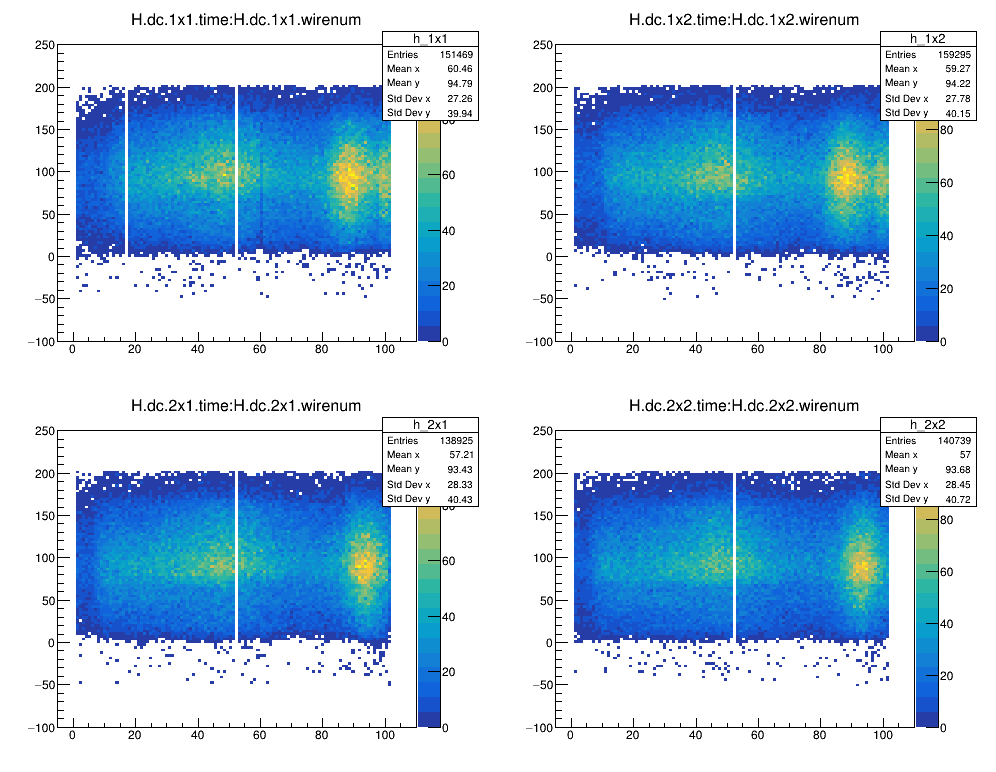 H.dc.1x1.time:H.dc.1x1.wirenum
h_1x1
Entries 151469
Mean x 60.46
Mean y 94.79
Std Dev x 27.26
Std Dev y 39.94
250
200
150
100
50
0
−50
−100
0 20 40 60 80 100
80
60
40
20
0
H.dc.1x2.time:H.dc.1x2.wirenum
h_1x2
Entries 159295
Mean x 59.27
Mean y 94.22
Std Dev x 27.78
Std Dev y 40.15
250
200
150
100
50
0
−50
−100
0 20 40 60 80 100
80
60
40
20
0
H.dc.2x1.time:H.dc.2x1.wirenum
h_2x1
Entries 138925
Mean x 57.21
Mean y 93.43
Std Dev x 28.33
Std Dev y 40.43
250
200
150
100
50
0
−50
−100
0 20 40 60 80 100
80
60
40
20
0
H.dc.2x2.time:H.dc.2x2.wirenum
h_2x2
Entries 140739
Mean x 57
Mean y 93.68
Std Dev x 28.45
Std Dev y 40.72
250
200
150
100
50
0
−50
−100
0 20 40 60 80 100
80
60
40
20
0